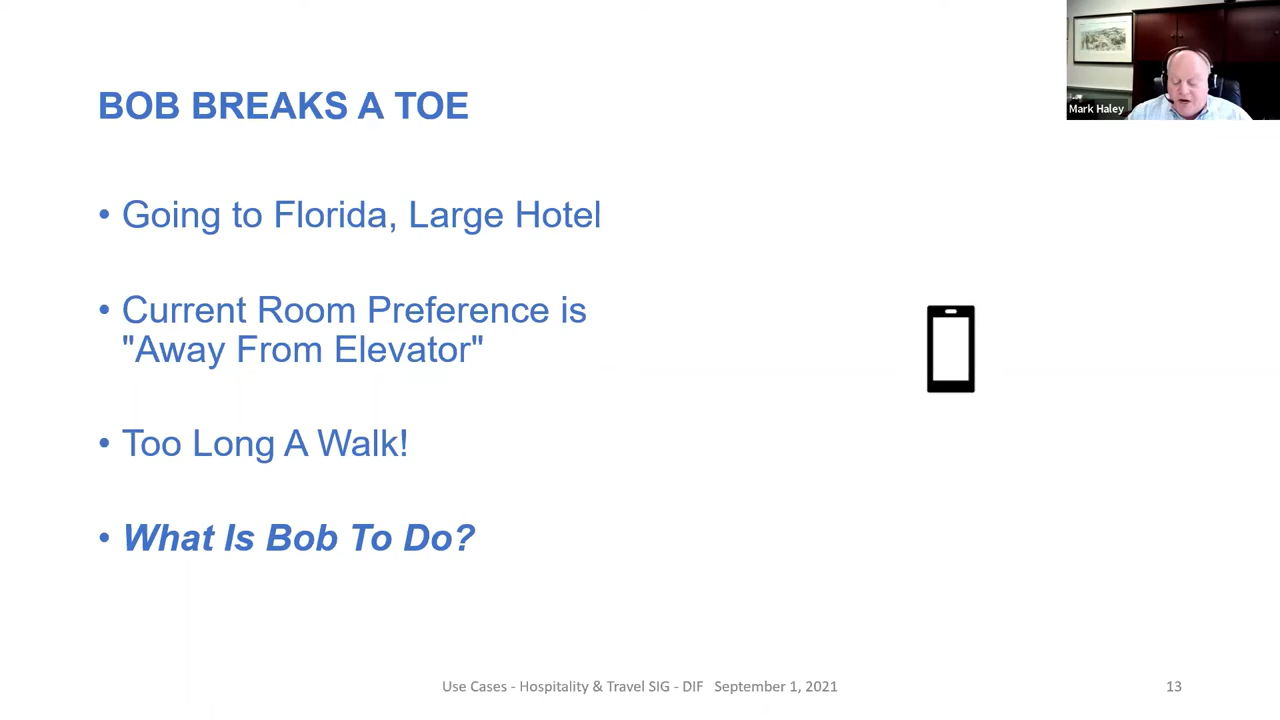 Mark Haley
BOB BREAKS A TOE
• Going to Florida, Large Hotel
• Current Room Preference is
"Away From Elevator"
• Too Long A Walk!
• What Is Bob To Do?
Use Cases - Hospitality & Travel SIG - DIF September 1, 2021
13